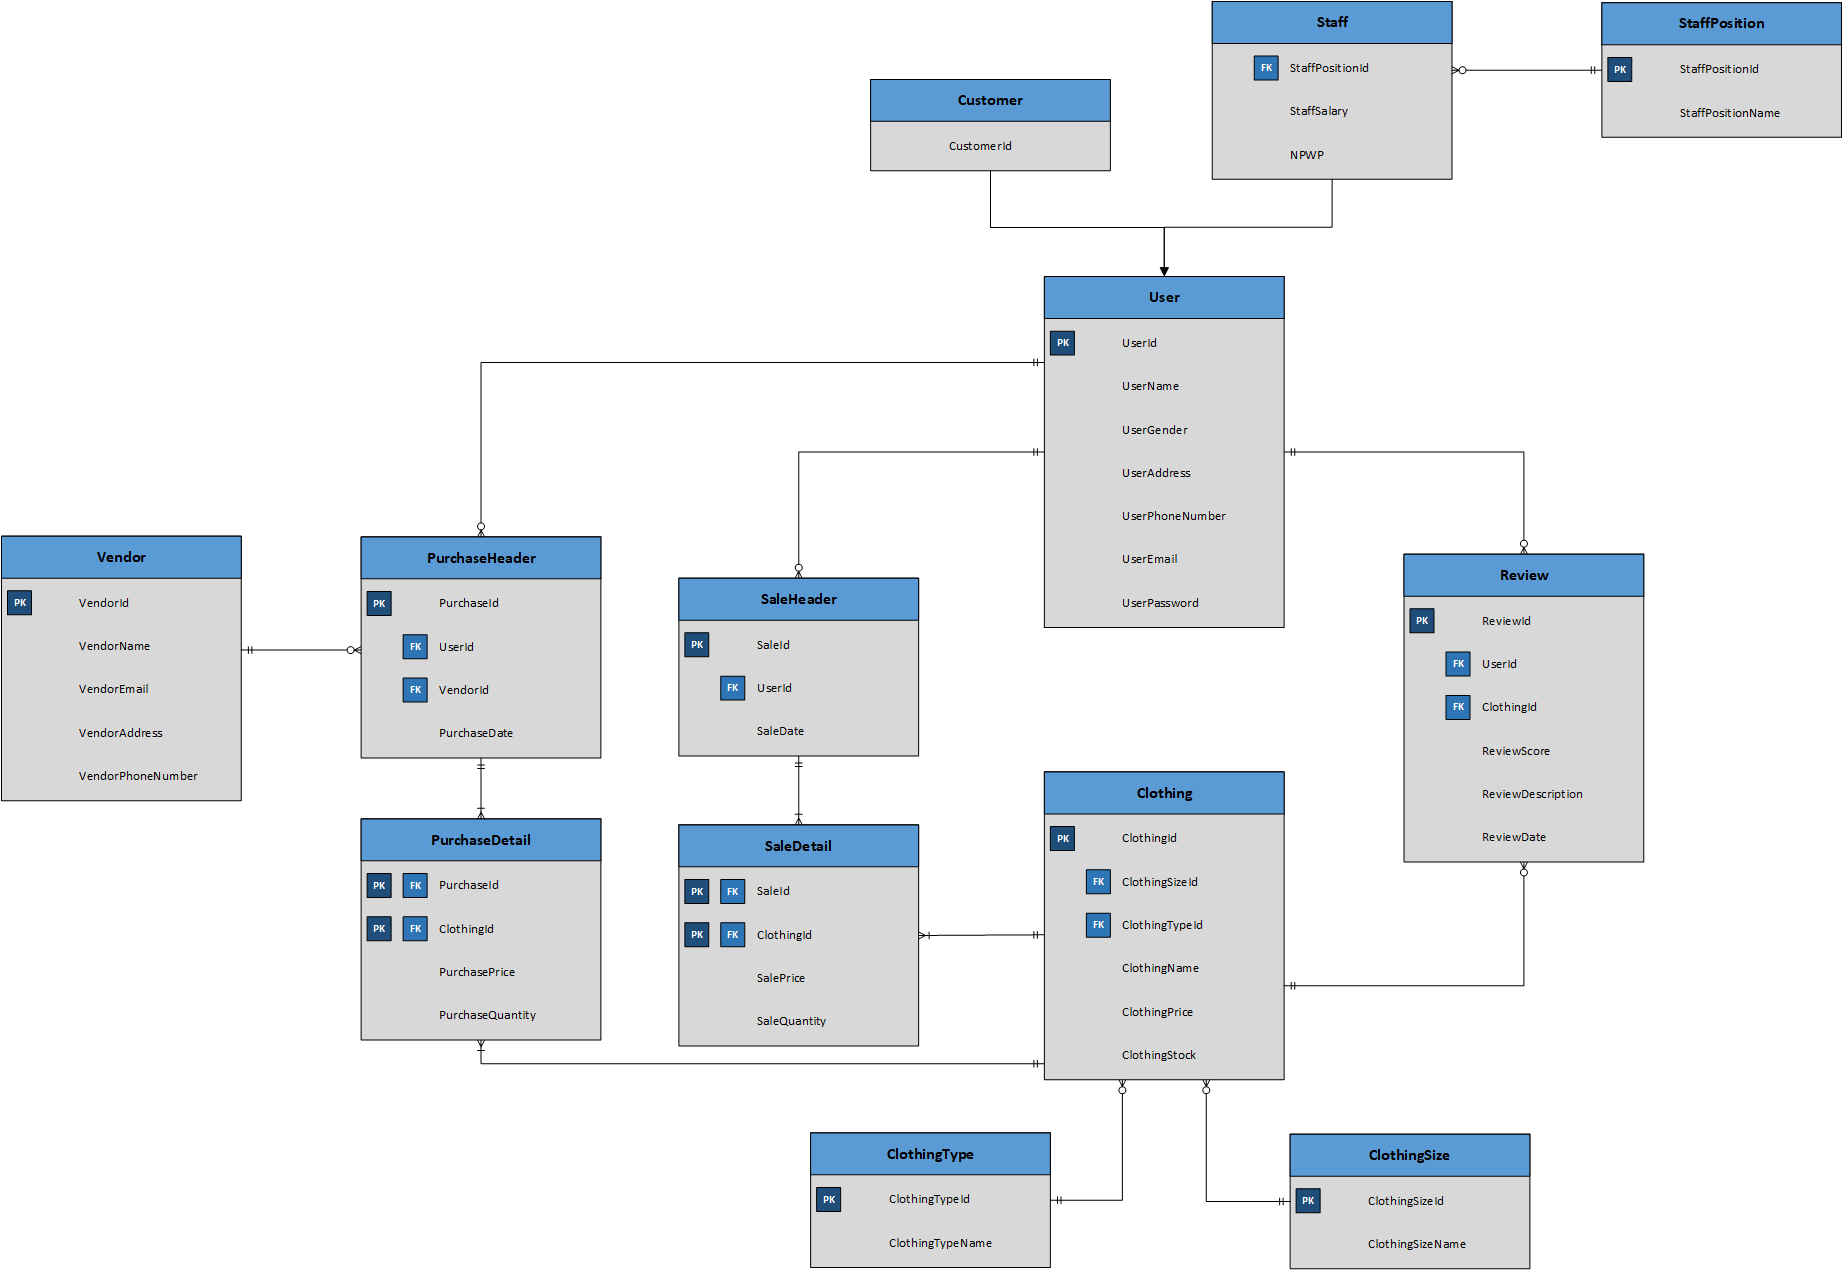 Staff
FK StaffPositionId
StaffSalary
NPWP
StaffPosition
PK StaffPositionId
StaffPositionName
Customer
CustomerId
User
PK UserId
UserName
UserGender
UserAddress
UserPhoneNumber
UserEmail
UserPassword
Vendor
PK VendorId
VendorName
VendorEmail
VendorAddress
VendorPhoneNumber
PurchaseHeader
PK PurchaseId
FK UserId
FK VendorId
PurchaseDate
SaleHeader
PK SaleId
FK UserId
SaleDate
Review
PK ReviewId
FK UserId
FK ClothingId
ReviewScore
ReviewDescription
ReviewDate
PurchaseDetail
PK FK PurchaseId
PK FK ClothingId
PurchasePrice
PurchaseQuantity
SaleDetail
PK FK SaleId
PK FK ClothingId
SalePrice
SaleQuantity
Clothing
PK ClothingId
FK ClothingSizeId
FK ClothingTypeId
ClothingName
ClothingPrice
ClothingStock
ClothingType
PK ClothingTypeId
ClothingTypeName
ClothingSize
PK ClothingSizeId
ClothingSizeName